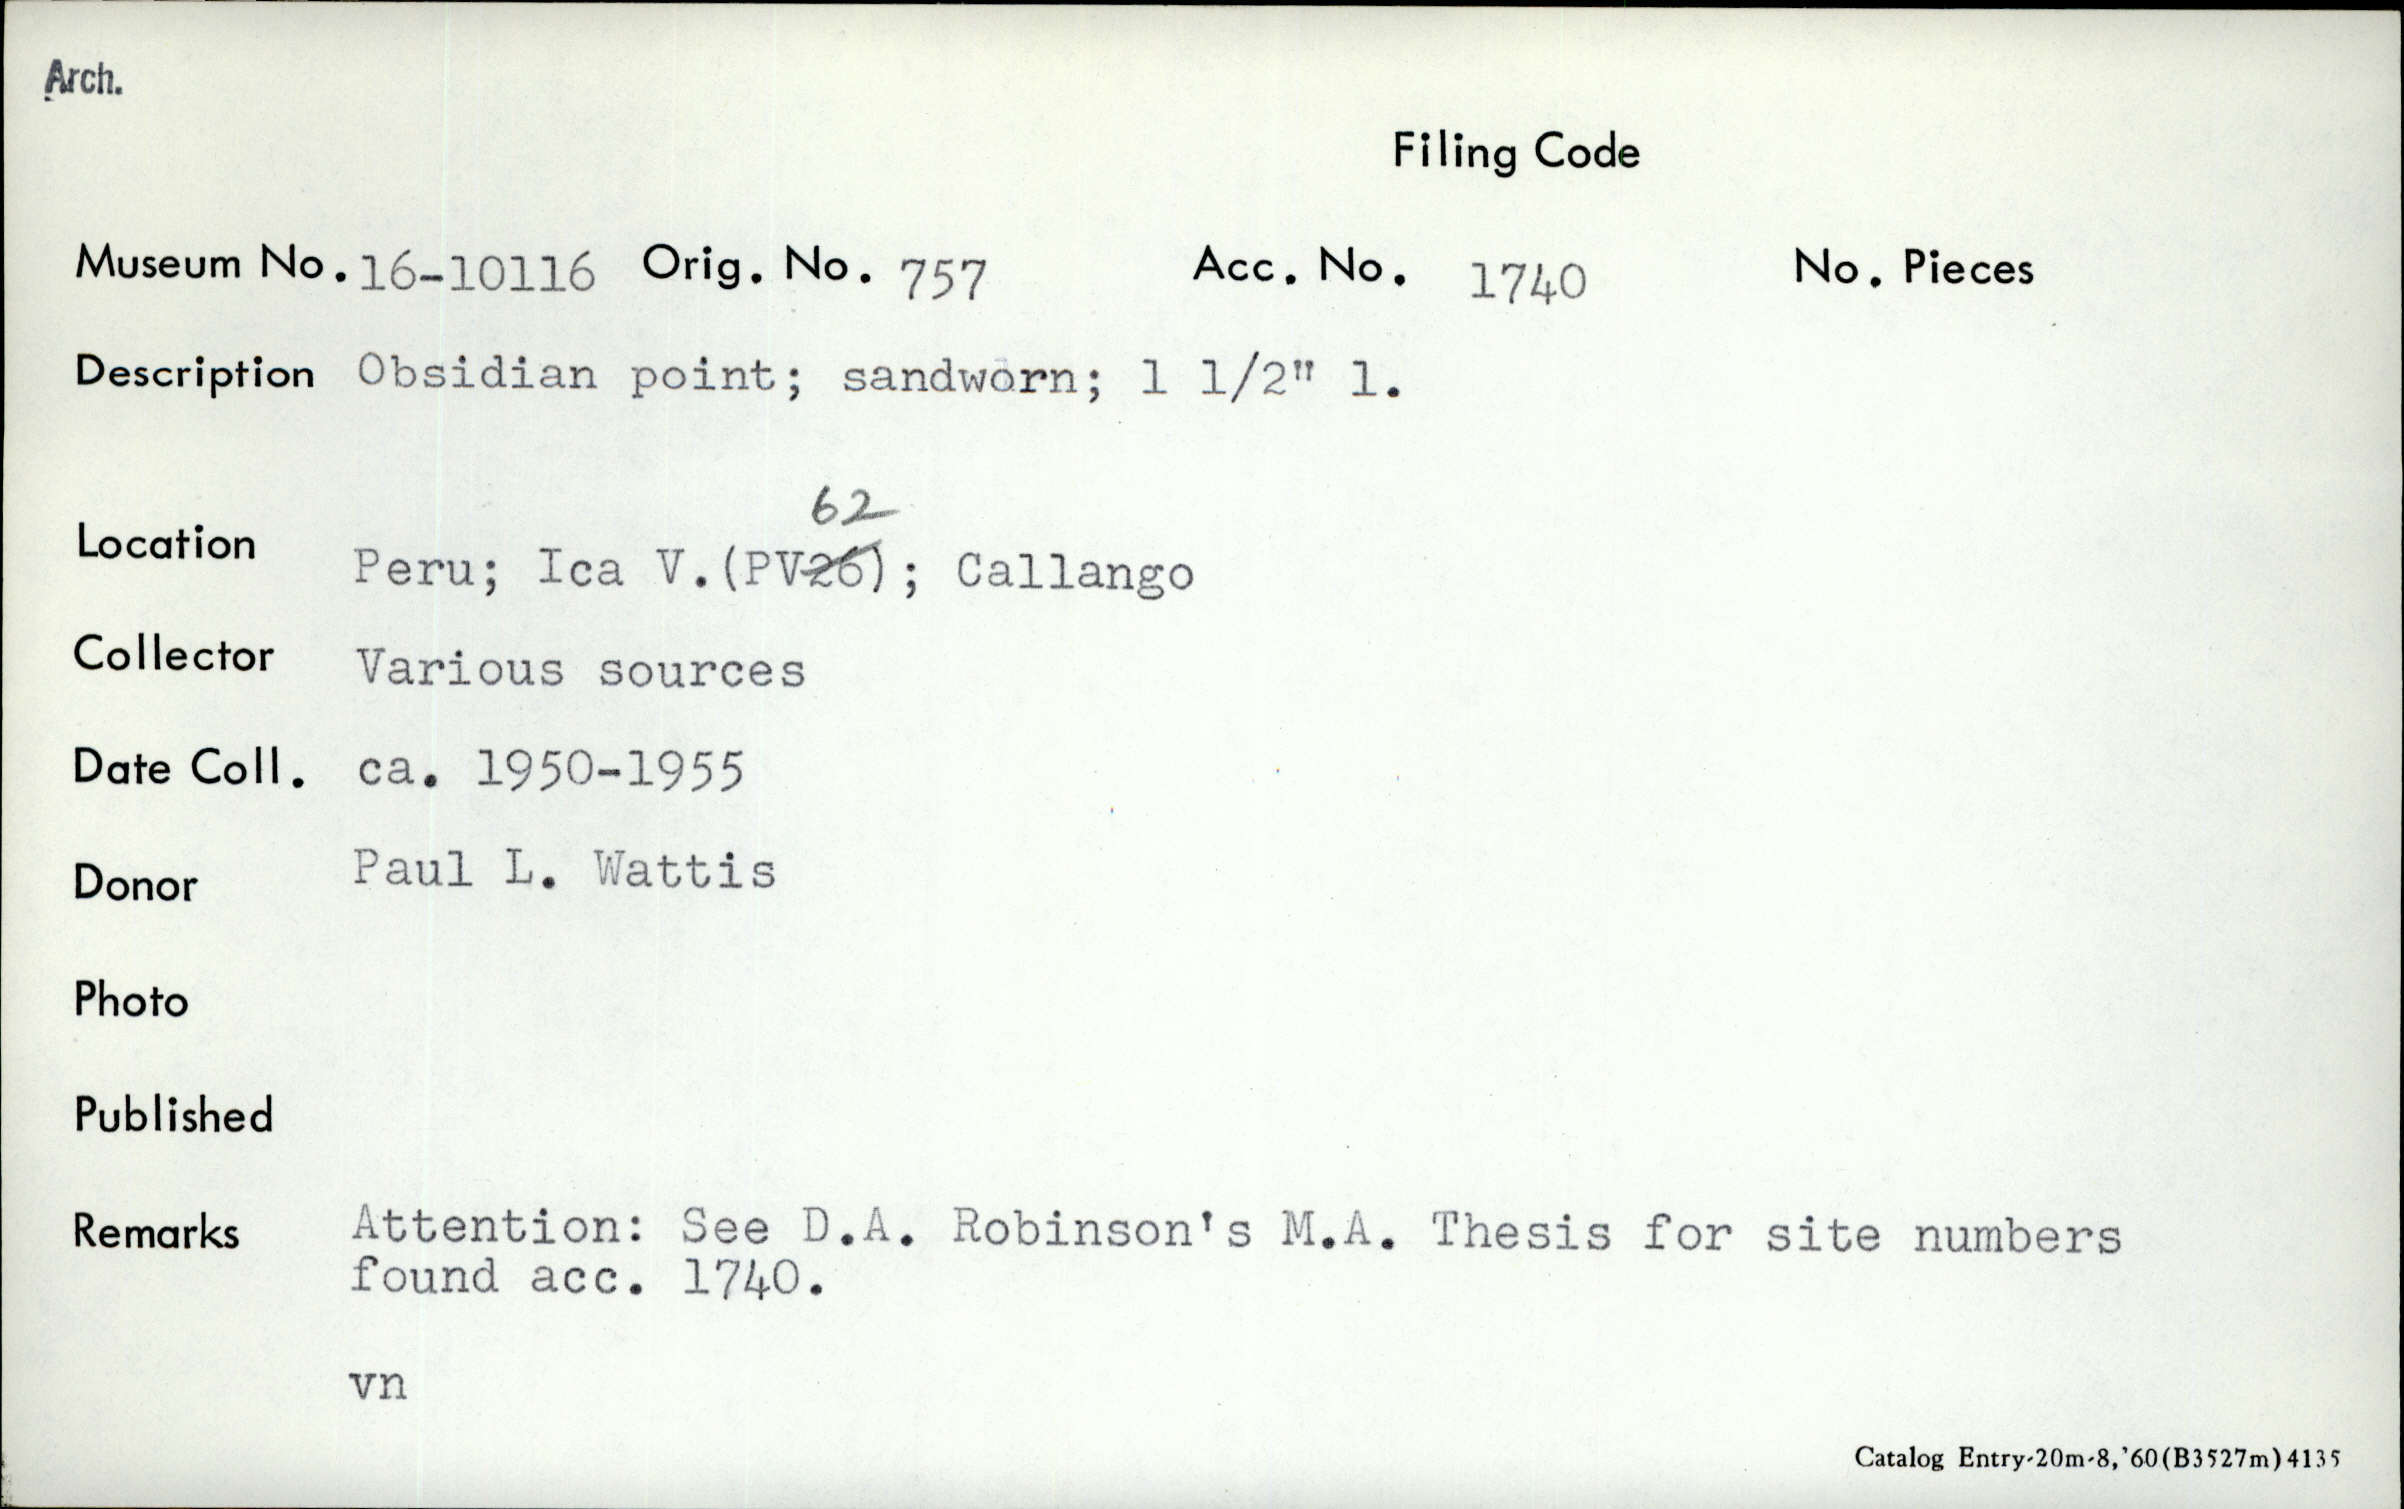 Arch.
Filing Code
Museum No. 16-10116 Orig. No. 757 Acc. No. 1740 No. Pieces
Description Obsidian point; sandworn; 1 1/2" l.
62
Location Peru; Ica V.(PV26); Callango
Collector Various sources
Date Coll. ca. 1950-1955
Donor Paul L. Wattis
Photo
Published
Remarks Attention: See D.A. Robinson's M.A. Thesis for site numbers
found acc. 1740.
vn
Catalog Entry-20m-8,'60(B3527m)4135